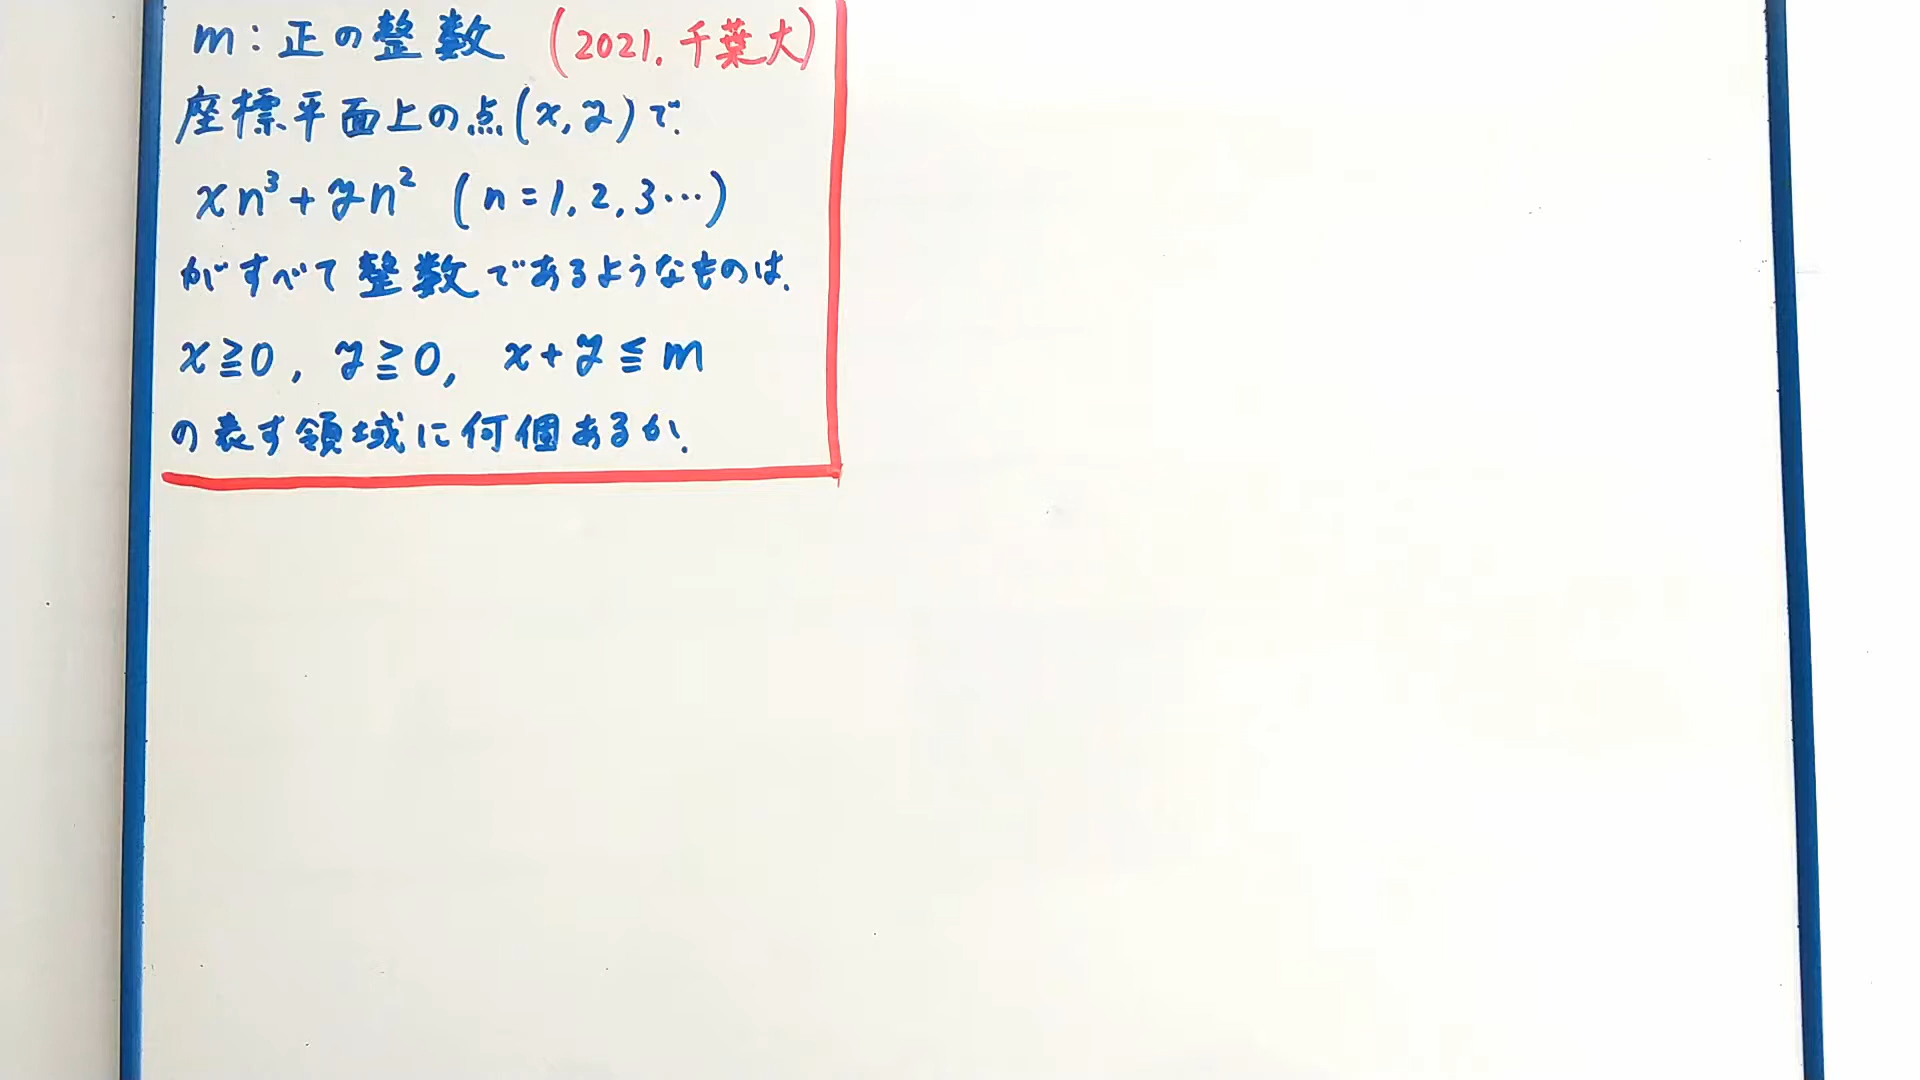 m：正の整数 (2021. 千葉大)
座標平面上の点(x,y)で、
xn³+yn² (n=1,2,3…)
がすべて整数であるようなものは、
x≧0, y≧0, x+y≦m
の表す領域に何個あるか、